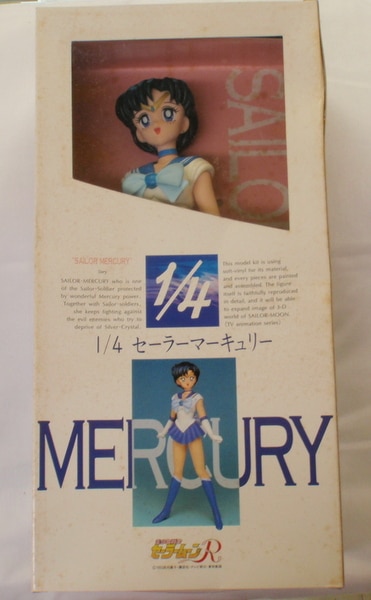 SAILO
"SAILOR MERCURY"
SAILOR-MERCURY who is one
of the Sailor-Soldier protected
by wonderful Mercury power.
Together with Sailor-soldiers,
she keeps fighting against
the evil enemies who try to
deprive of Silver-Crystal.
1/4
This model kit is using
soft-vinyl for its material,
and every pieces are painted
and assembled. The figure
itself is faithfully reproduced
in detail, and it will be able
to expand image of 3-D
world of SAILOR-MOON.
(TV animation series)
1/4 セーラーマーキュリー
MERCURY
美少女戦士
セーラームーンR